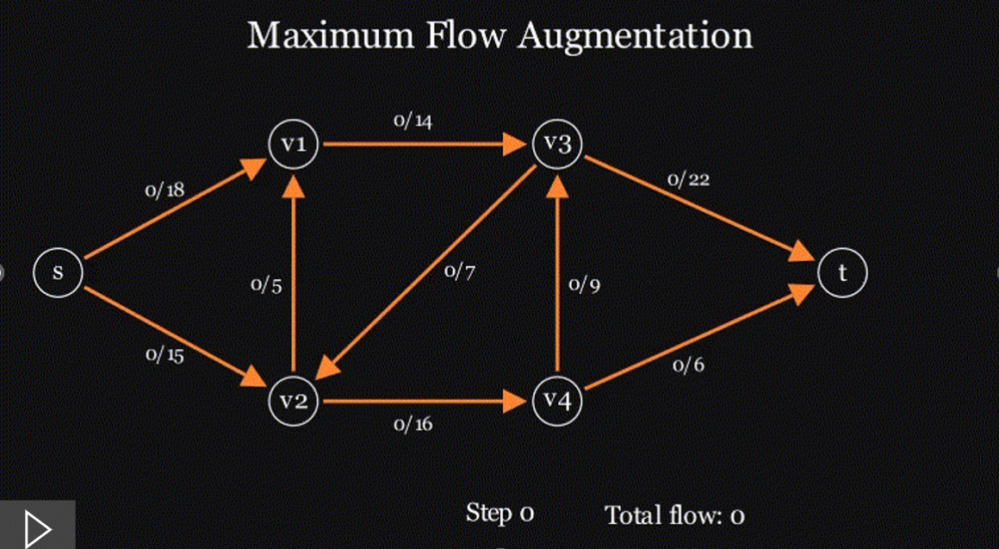 Maximum Flow Augmentation
0/14
v1
v3
0/18
0/22
s
0/5
0/7
0/9
t
0/15
0/6
v2
v4
0/16
Step 0
Total flow: 0